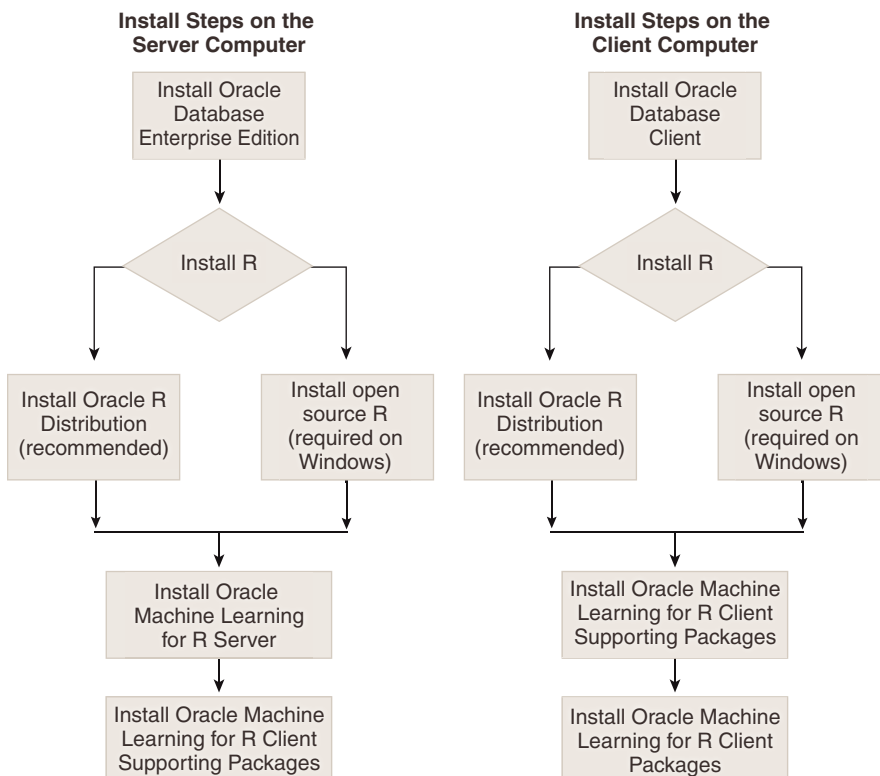 Install Steps on the
Server Computer
Install Oracle
Database
Enterprise Edition
Install R
Install Oracle R
Distribution
(recommended)
Install open
source R
(required on
Windows)
Install Oracle
Machine Learning
for R Server
Install Oracle Machine
Learning for R Client
Supporting Packages
Install Steps on the
Client Computer
Install Oracle
Database
Client
Install R
Install Oracle R
Distribution
(recommended)
Install open
source R
(required on
Windows)
Install Oracle Machine
Learning for R Client
Supporting Packages
Install Oracle Machine
Learning for R Client
Packages